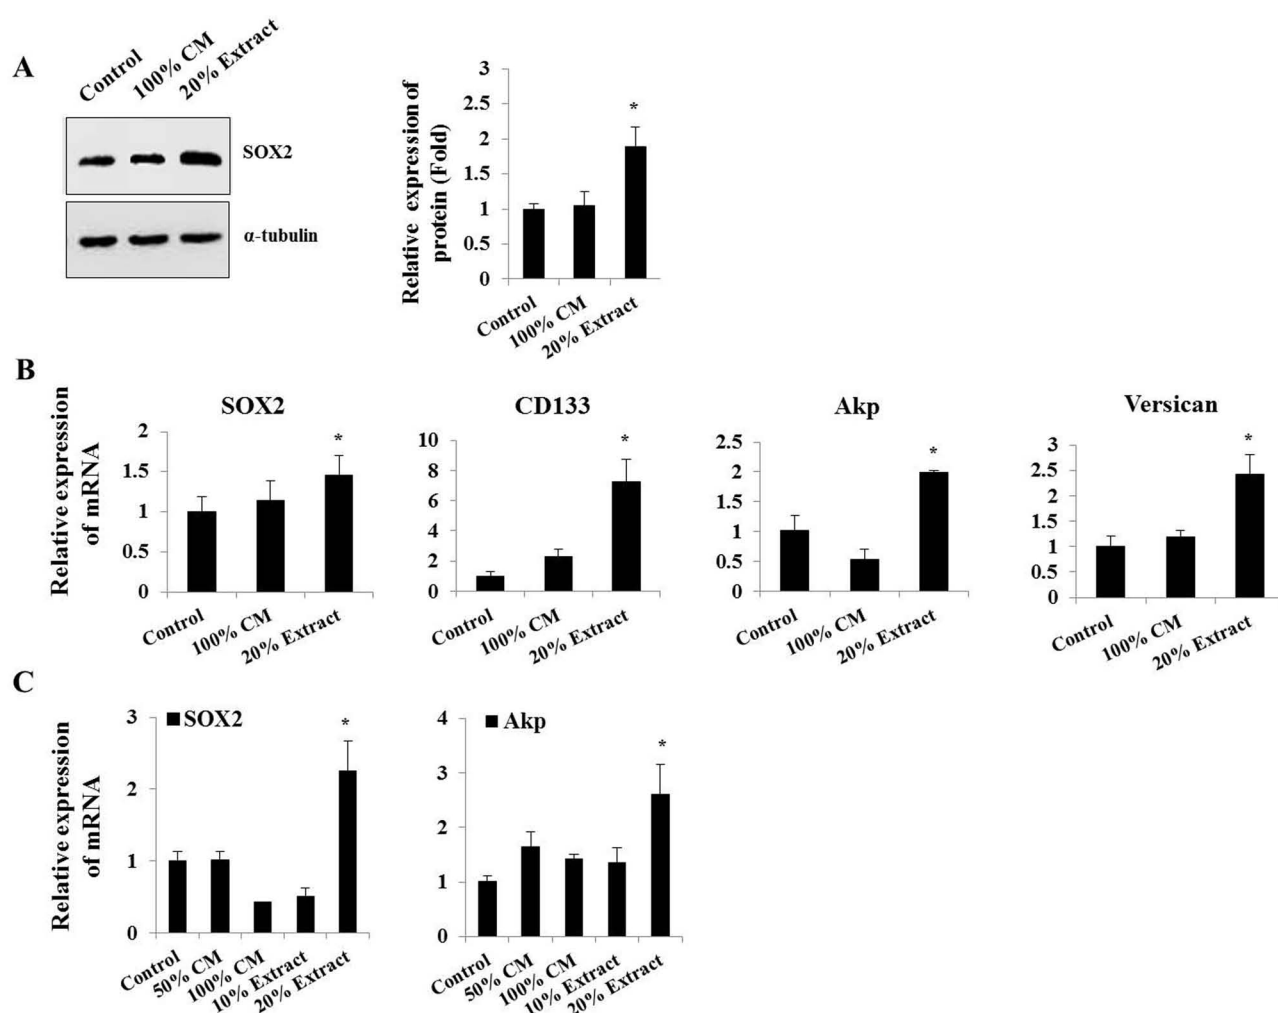 A
Control
100% CM
20% Extract
SOX2
α-tubulin
Relative expression of
protein (Fold)
3
2.5
2
1.5
1
0.5
0
*
Control
100% CM
20% Extract
B
Relative expression
of mRNA
SOX2
2
1.5
1
0.5
0
*
Control
100% CM
20% Extract
CD133
10
8
6
4
2
0
*
Control
100% CM
20% Extract
Akp
2.5
2
1.5
1
0.5
0
*
Control
100% CM
20% Extract
Versican
3
2.5
2
1.5
1
0.5
0
*
Control
100% CM
20% Extract
C
Relative expression
of mRNA
SOX2
3
2
1
0
*
Control
50% CM
100% CM
10% Extract
20% Extract
Akp
4
3
2
1
0
*
Control
50% CM
100% CM
10% Extract
20% Extract